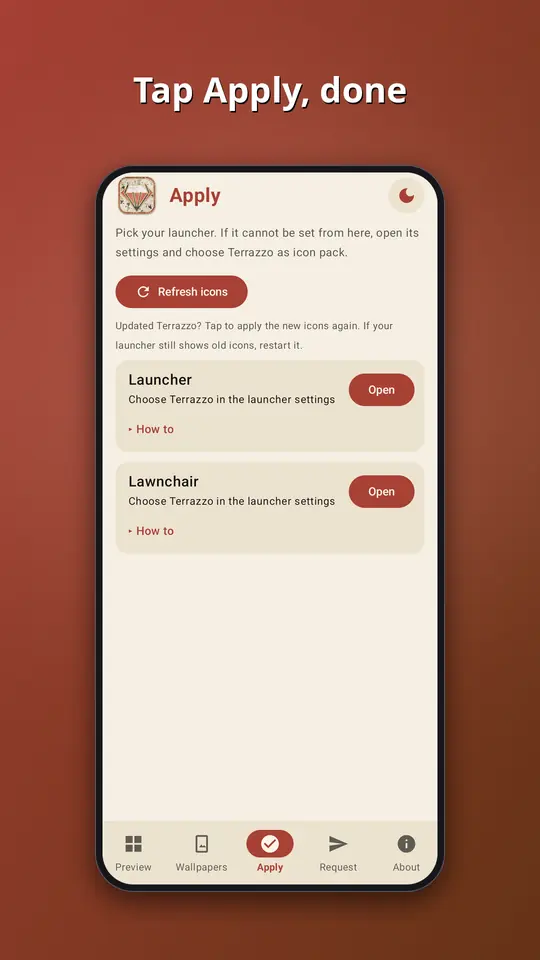 Tap Apply, done
Apply
Pick your launcher. If it cannot be set from here, open its
settings and choose Terrazzo as icon pack.
Refresh icons
Updated Terrazzo? Tap to apply the new icons again. If your
launcher still shows old icons, restart it.
Launcher
Choose Terrazzo in the launcher settings
Open
▸ How to
Lawnchair
Choose Terrazzo in the launcher settings
Open
▸ How to
Preview
Wallpapers
Apply
Request
About